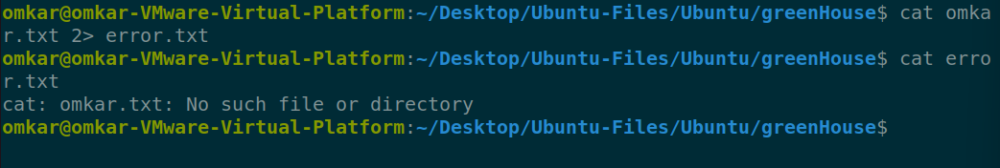 omkar@omkar-VMware-Virtual-Platform:~/Desktop/Ubuntu-Files/Ubuntu/greenHouse$ cat omka
r.txt 2> error.txt
omkar@omkar-VMware-Virtual-Platform:~/Desktop/Ubuntu-Files/Ubuntu/greenHouse$ cat erro
r.txt
cat: omkar.txt: No such file or directory
omkar@omkar-VMware-Virtual-Platform:~/Desktop/Ubuntu-Files/Ubuntu/greenHouse$